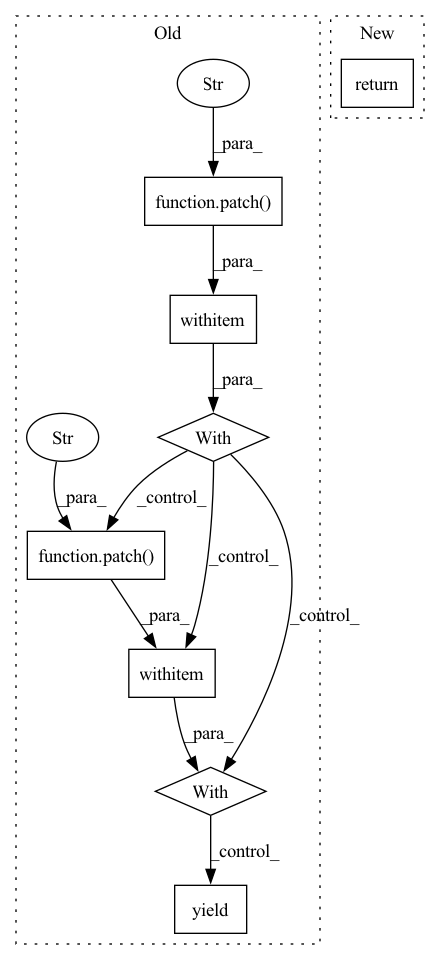 Old
New
Str
return
_para_
function.patch()
_para_
withitem
_para_
Str
With
_para_
_control_
function.patch()
_control_
_control_
_para_
withitem
_para_
With
_control_
yield